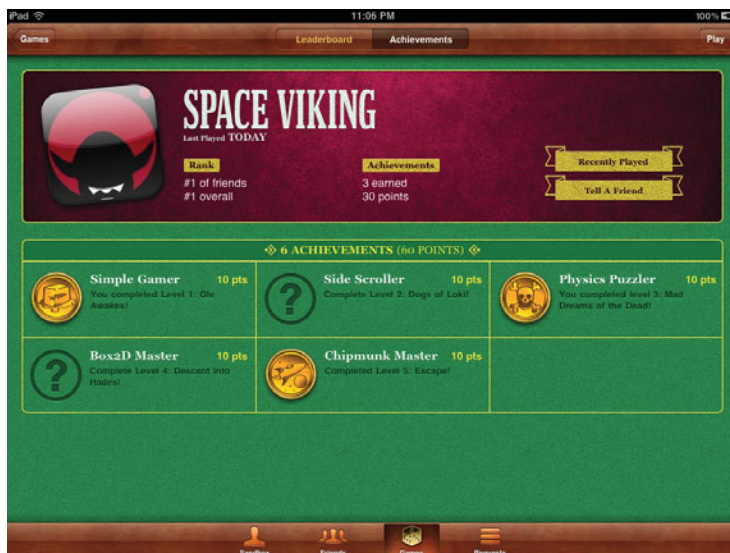 iPad 11:06 PM 100%
Games Leaderboard Achievements Play
SPACE VIKING
Last Played TODAY
Rank
#1 of friends
#1 overall
Achievements
3 earned
30 points
Recently Played
Tell A Friend
6 ACHIEVEMENTS (60 POINTS)
Simple Gamer 10 pts
You completed Level 1: Ole
Awakes!
Side Scroller 10 pts
Complete Level 2: Dogs of Loki!
Physics Puzzler 10 pts
You completed level 3: Mad
Dreams of the Dead!
Box2D Master 10 pts
Complete Level 4: Descent into
Hades!
Chipmunk Master 10 pts
Completed Level 5: Escape!
Sandbox Friends Games Requests